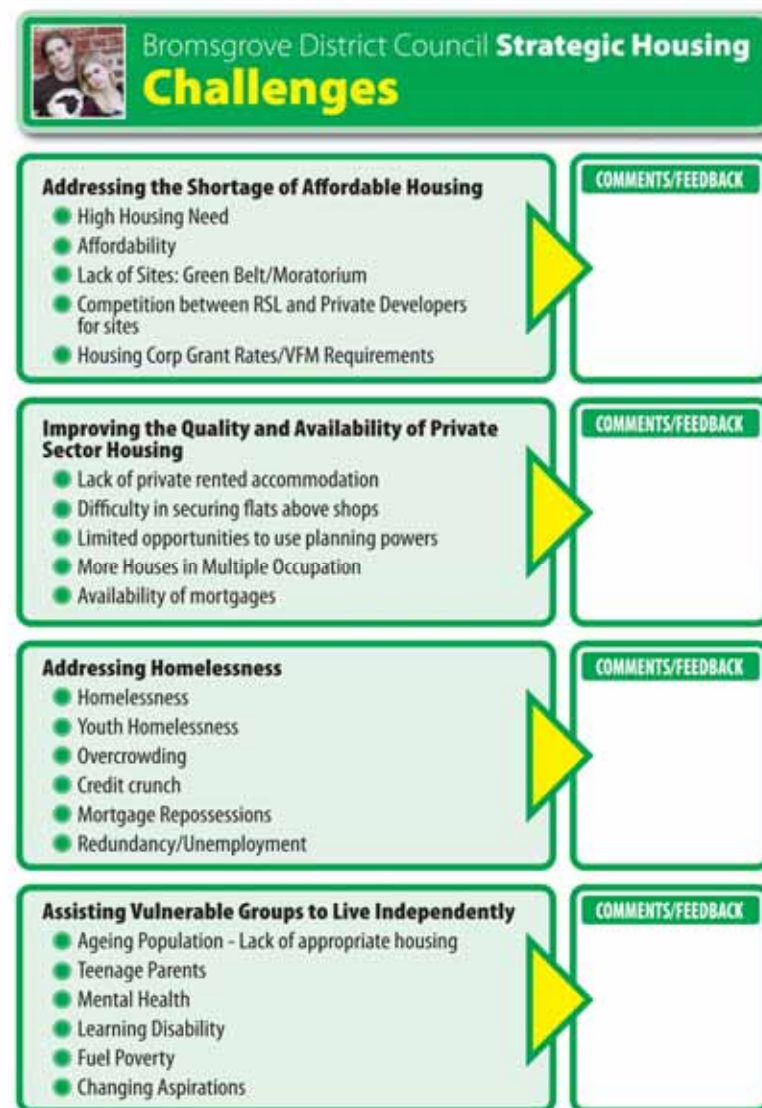 Bromsgrove District Council Strategic Housing
Challenges
Addressing the Shortage of Affordable Housing
High Housing Need
Affordability
Lack of Sites: Green Belt/Moratorium
Competition between RSL and Private Developers
for sites
Housing Corp Grant Rates/VFM Requirements
COMMENTS/FEEDBACK
Improving the Quality and Availability of Private
Sector Housing
Lack of private rented accommodation
Difficulty in securing flats above shops
Limited opportunities to use planning powers
More Houses in Multiple Occupation
Availability of mortgages
COMMENTS/FEEDBACK
Addressing Homelessness
Homelessness
Youth Homelessness
Overcrowding
Credit crunch
Mortgage Repossessions
Redundancy/Unemployment
COMMENTS/FEEDBACK
Assisting Vulnerable Groups to Live Independently
Ageing Population - Lack of appropriate housing
Teenage Parents
Mental Health
Learning Disability
Fuel Poverty
Changing Aspirations
COMMENTS/FEEDBACK